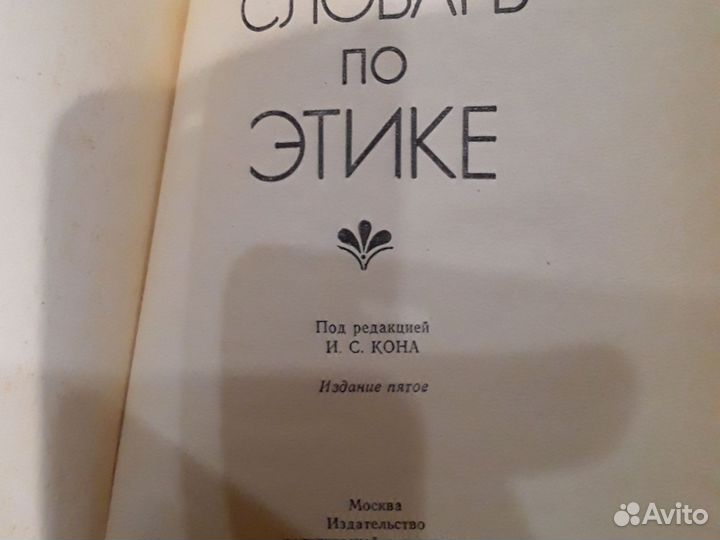 СЛОВАРЬ
ПО
ЭТИКЕ
Под редакцией
И. С. КОНА
Издание пятое
Москва
Издательство
Avito